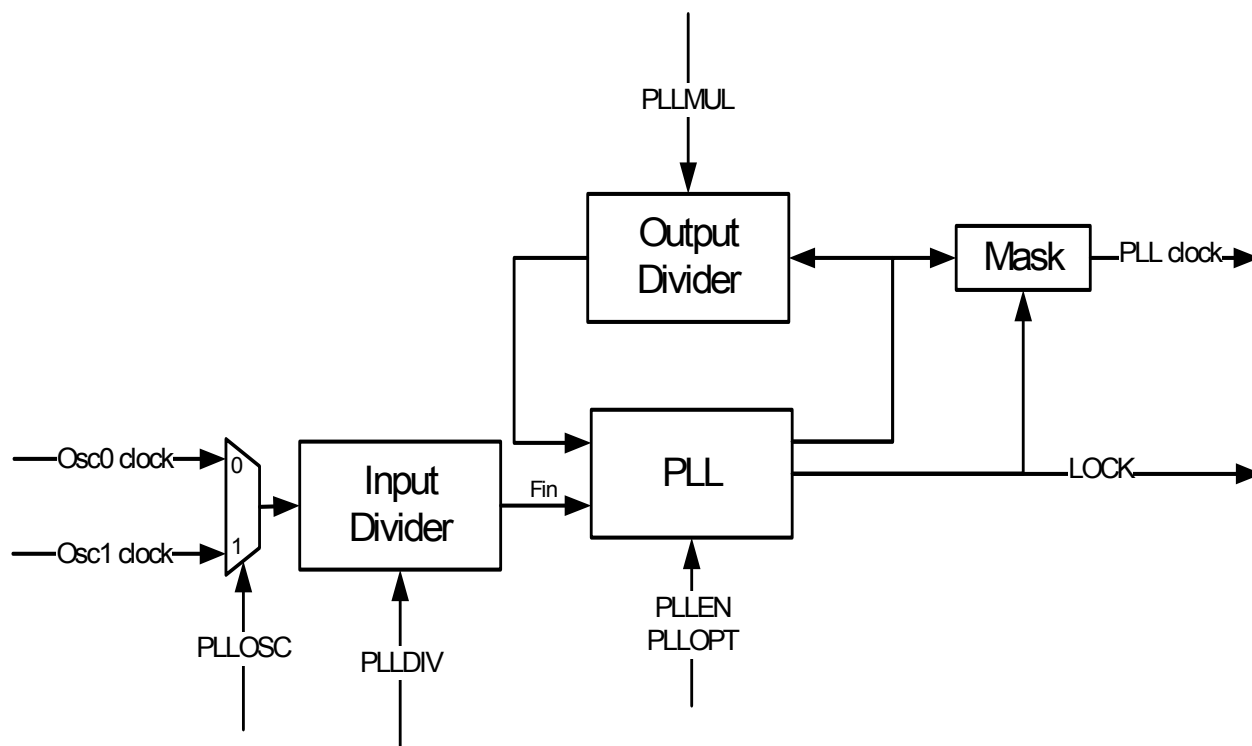 PLLMUL
Output
Divider
Mask
PLL clock
Osc0 clock
0
Input
Divider
Fin
PLL
LOCK
Osc1 clock
1
PLLOSC
PLLDIV
PLLEN
PLLOPT